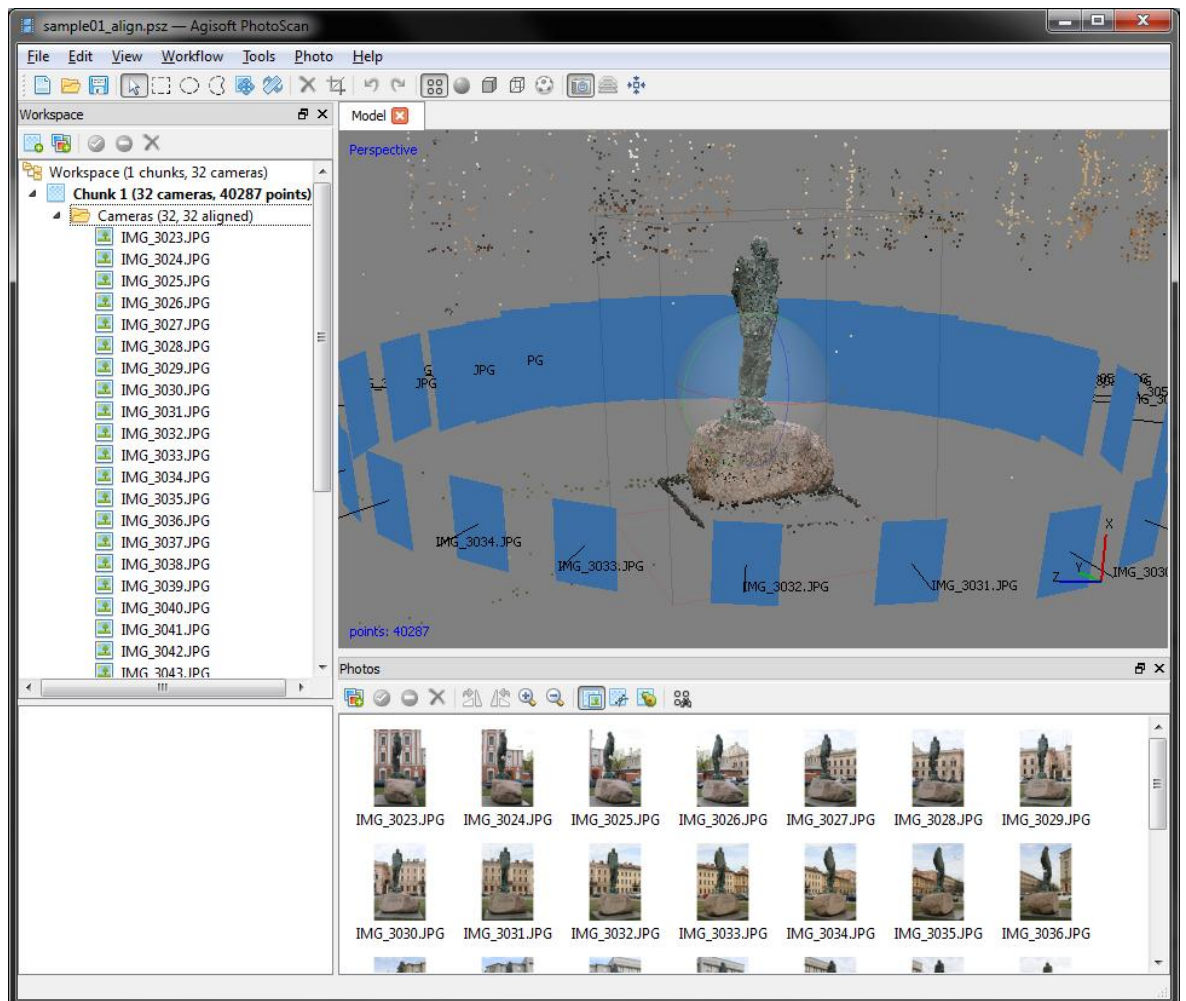 sample01_align.psz — Agisoft PhotoScan
File Edit View Workflow Tools Photo Help
Workspace
Workspace (1 chunks, 32 cameras)
Chunk 1 (32 cameras, 40287 points)
Cameras (32, 32 aligned)
IMG_3023.JPG
IMG_3024.JPG
IMG_3025.JPG
IMG_3026.JPG
IMG_3027.JPG
IMG_3028.JPG
IMG_3029.JPG
IMG_3030.JPG
IMG_3031.JPG
IMG_3032.JPG
IMG_3033.JPG
IMG_3034.JPG
IMG_3035.JPG
IMG_3036.JPG
IMG_3037.JPG
IMG_3038.JPG
IMG_3039.JPG
IMG_3040.JPG
IMG_3041.JPG
IMG_3042.JPG
IMG_3043.JPG
Model
Perspective
JPG
JPG
PG
IMG_3034.JPG
IMG_3033.JPG
IMG_3032.JPG
IMG_3031.JPG
X
Y
Z
points: 40287
Photos
IMG_3023.JPG IMG_3024.JPG IMG_3025.JPG IMG_3026.JPG IMG_3027.JPG IMG_3028.JPG IMG_3029.JPG
IMG_3030.JPG IMG_3031.JPG IMG_3032.JPG IMG_3033.JPG IMG_3034.JPG IMG_3035.JPG IMG_3036.JPG